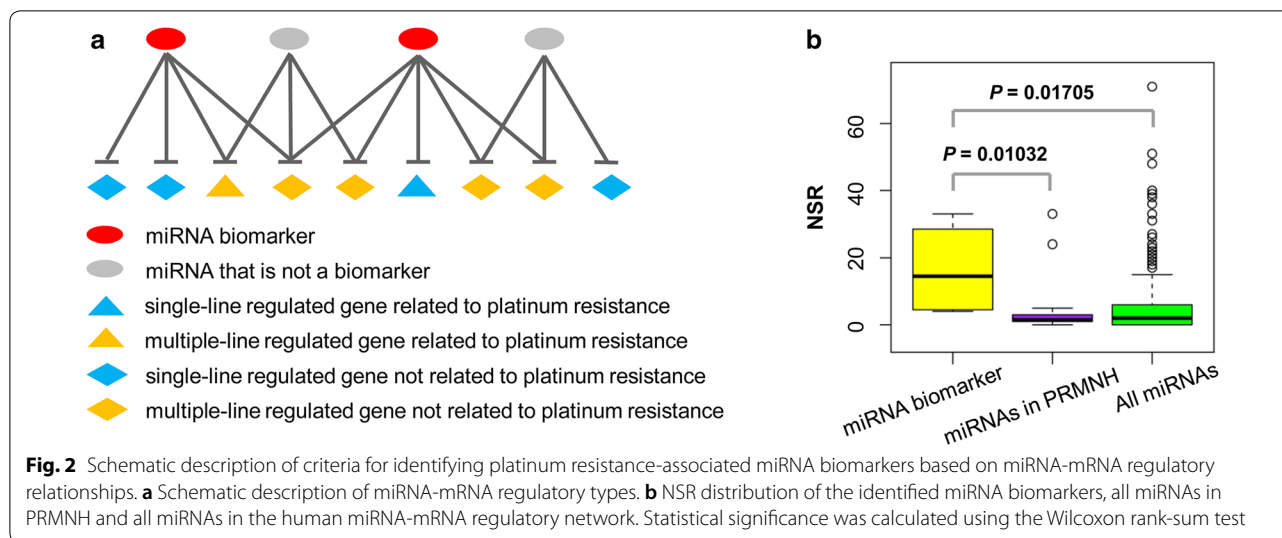 a
miRNA biomarker
miRNA that is not a biomarker
single-line regulated gene related to platinum resistance
multiple-line regulated gene related to platinum resistance
single-line regulated gene not related to platinum resistance
multiple-line regulated gene not related to platinum resistance
b
P = 0.01705
P = 0.01032
NSR
60
40
20
0
miRNA biomarker
miRNAs in PRMNH
All miRNAs
Fig. 2 Schematic description of criteria for identifying platinum resistance-associated miRNA biomarkers based on miRNA-mRNA regulatory
relationships. a Schematic description of miRNA-mRNA regulatory types. b NSR distribution of the identified miRNA biomarkers, all miRNAs in
PRMNH and all miRNAs in the human miRNA-mRNA regulatory network. Statistical significance was calculated using the Wilcoxon rank-sum test